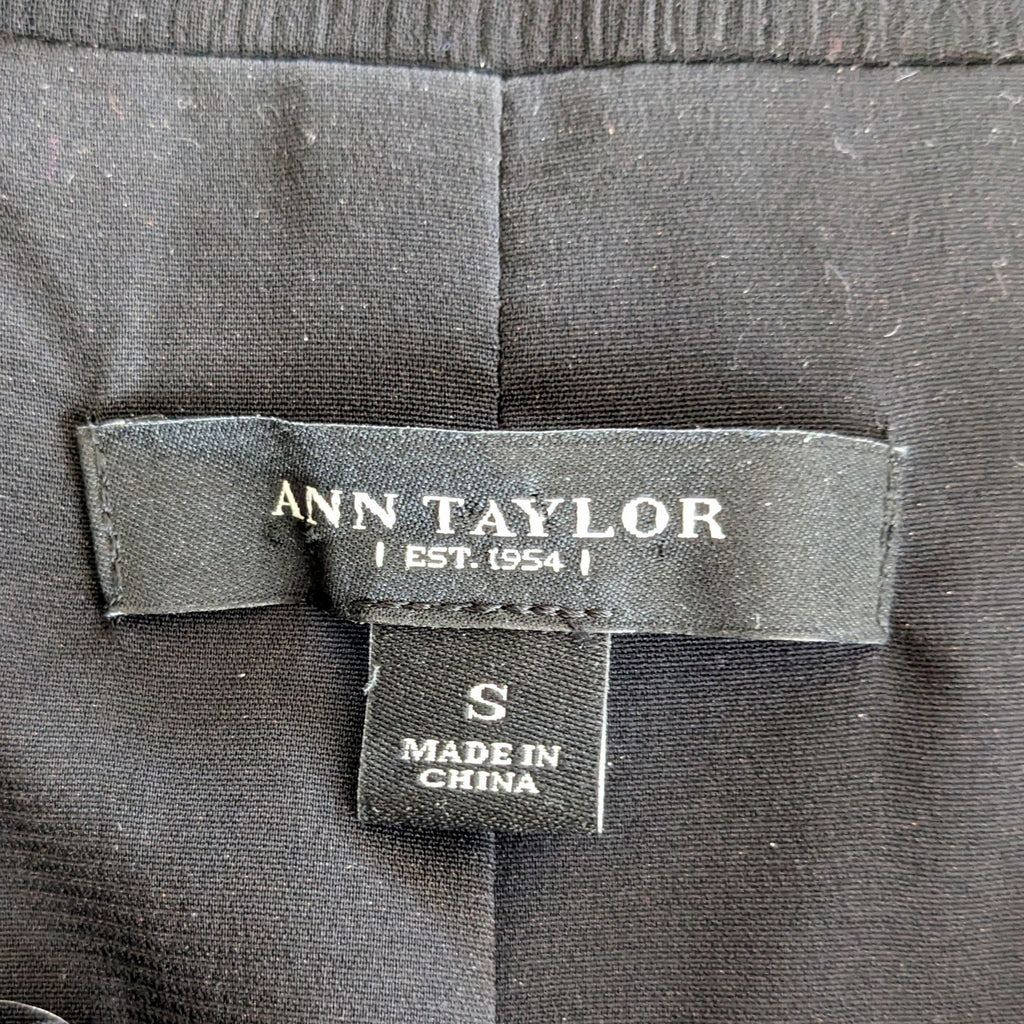 ANN TAYLOR
| EST. 1954 |
S
MADE IN
CHINA